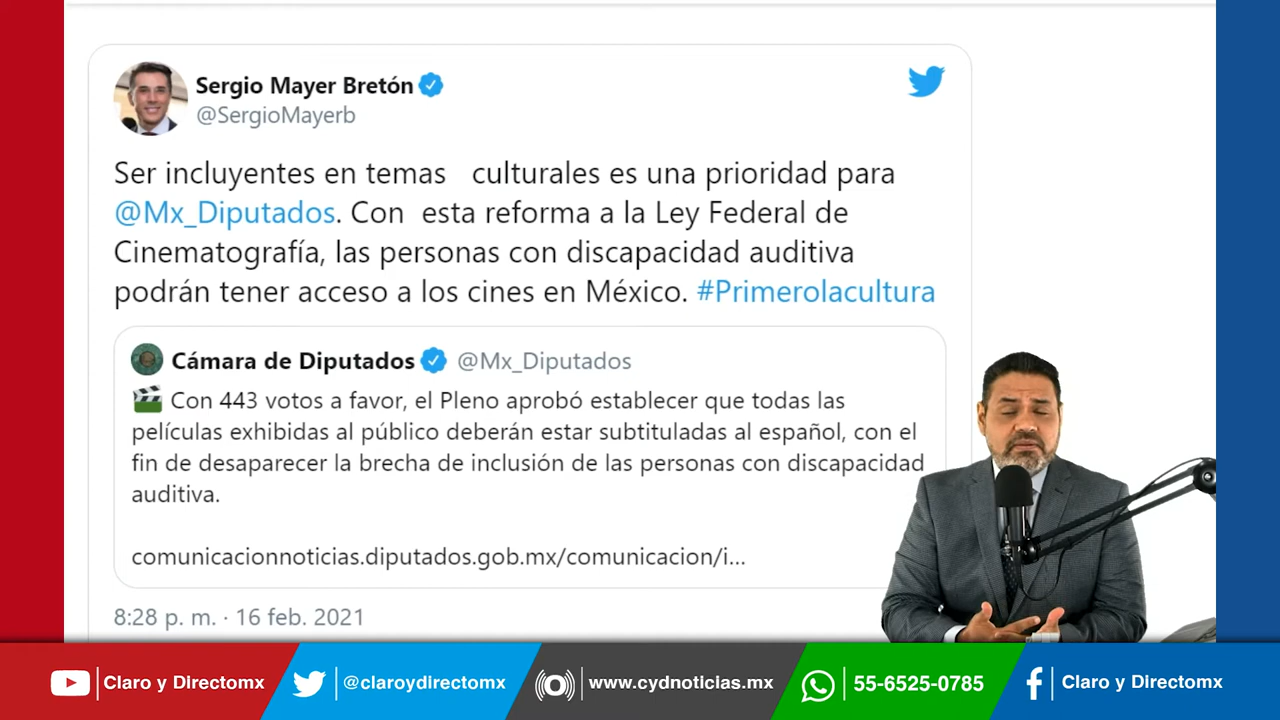 Sergio Mayer Bretón
@SergioMayerb
Ser incluyentes en temas culturales es una prioridad para
@Mx_Diputados. Con esta reforma a la Ley Federal de
Cinematografía, las personas con discapacidad auditiva
podrán tener acceso a los cines en México. #Primerolacultura
Cámara de Diputados @Mx_Diputados
Con 443 votos a favor, el Pleno aprobó establecer que todas las
películas exhibidas al público deberán estar subtituladas al español, con el
fin de desaparecer la brecha de inclusión de las personas con discapacidad
auditiva.
comunicacionnoticias.diputados.gob.mx/comunicacion/i...
8:28 p. m. · 16 feb. 2021
Claro y Directomx
@claroydirectomx
www.cydnoticias.mx
55-6525-0785
Claro y Directomx